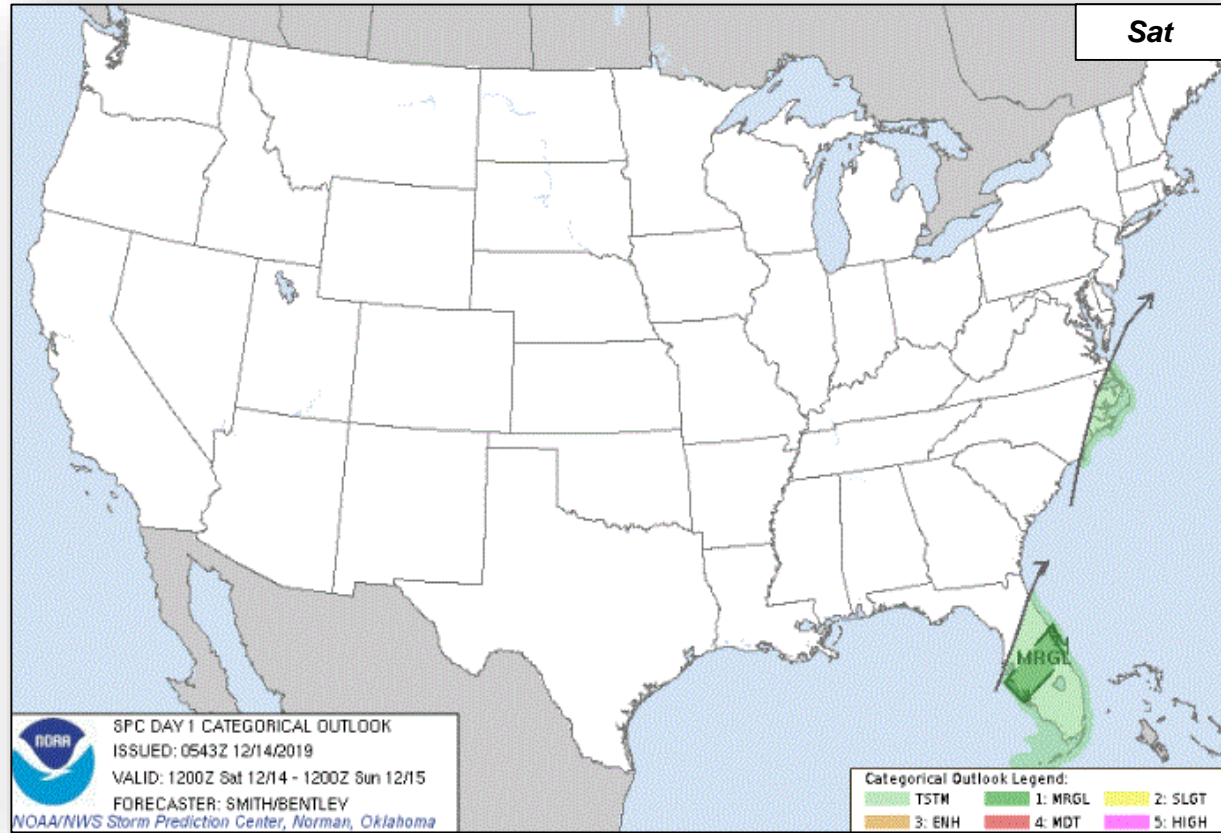 Sat
MRGL
noaa
SPC DAY 1 CATEGORICAL OUTLOOK
ISSUED: 0543Z 12/14/2019
VALID: 1200Z Sat 12/14 - 1200Z Sun 12/15
FORECASTER: SMITH/BENTLEY
NOAA/NWS Storm Prediction Center, Norman, Oklahoma
Categorical Outlook Legend:
TSTM 1: MRGL 2: SLGT
3: ENH 4: MDT 5: HIGH